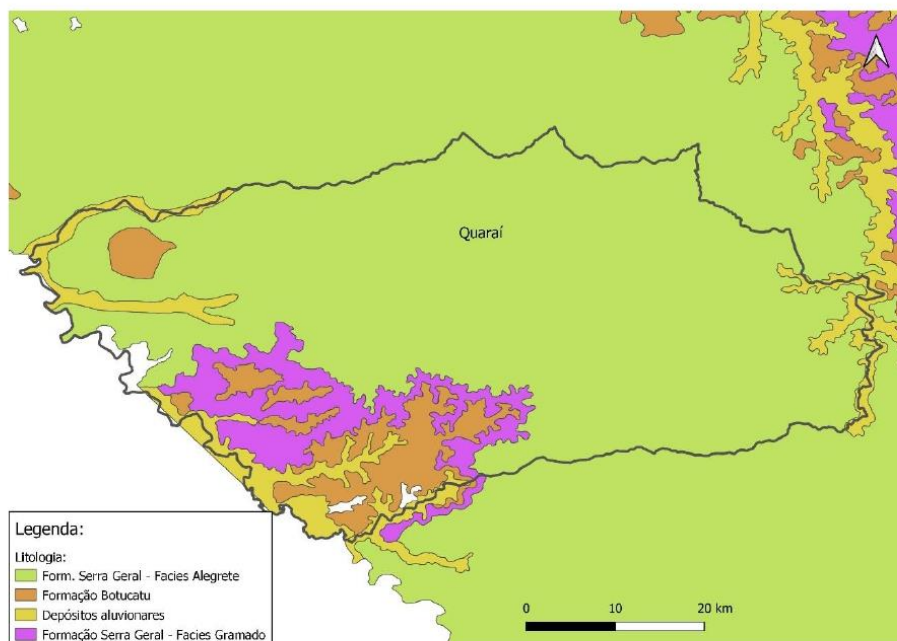 Quaraí
Legenda:
Litologia:
Form. Serra Geral - Facies Alegrete
Formação Botucatu
Depósitos aluvionares
Formação Serra Geral - Facies Gramado
0 10 20 km